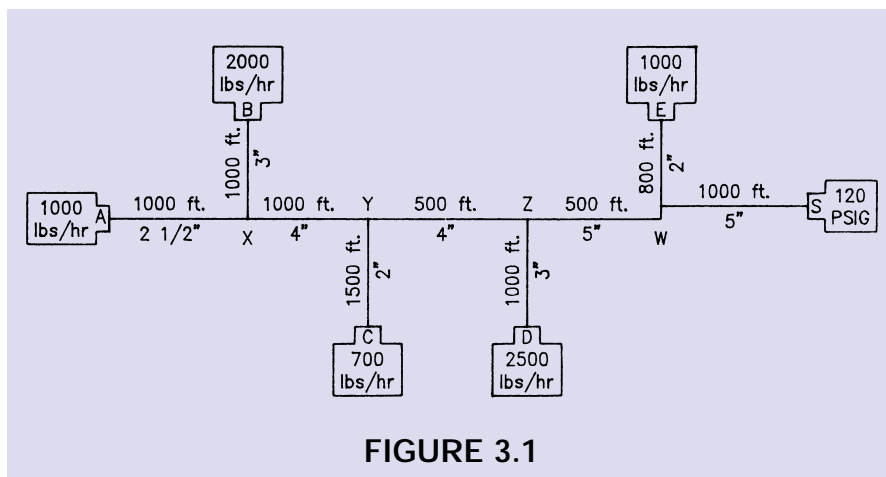 2000
lbs/hr
B
1000
lbs/hr
E
1000 ft.
3"
800 ft.
2"
1000
lbs/hr
A
1000 ft.
2 1/2"
X
1000 ft.
4"
Y
500 ft.
4"
Z
500 ft.
5"
W
1000 ft.
5"
S
120
PSIG
1500 ft.
2"
1000 ft.
3"
C
700
lbs/hr
D
2500
lbs/hr
FIGURE 3.1